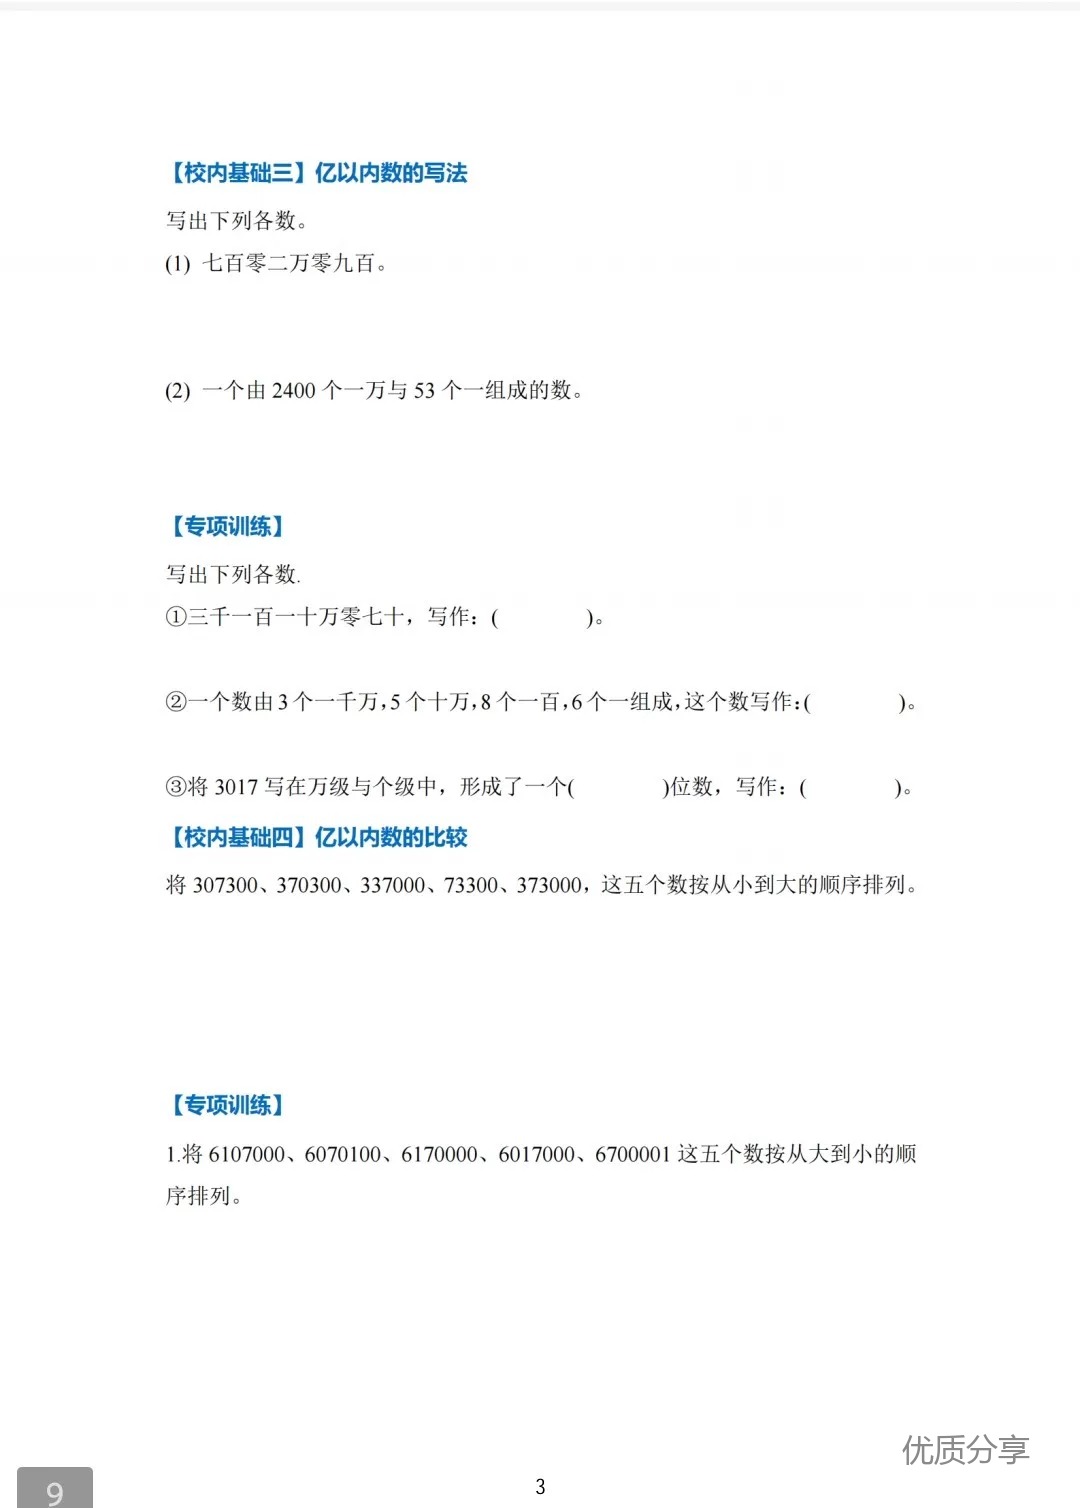 【校内基础三】亿以内数的写法
写出下列各数。
(1) 七百零二万零九百。
(2) 一个由 2400 个一万与 53 个一组成的数。
【专项训练】
写出下列各数.
①三千一百一十万零七十，写作：(        )。
②一个数由3个一千万,5个十万,8个一百,6个一组成,这个数写作:(        )。
③将 3017 写在万级与个级中，形成了一个(        )位数，写作：(        )。
【校内基础四】亿以内数的比较
将 307300、370300、337000、73300、373000，这五个数按从小到大的顺序排列。
【专项训练】
1.将 6107000、6070100、6170000、6017000、6700001 这五个数按从大到小的顺
序排列。
优质分享
3
9